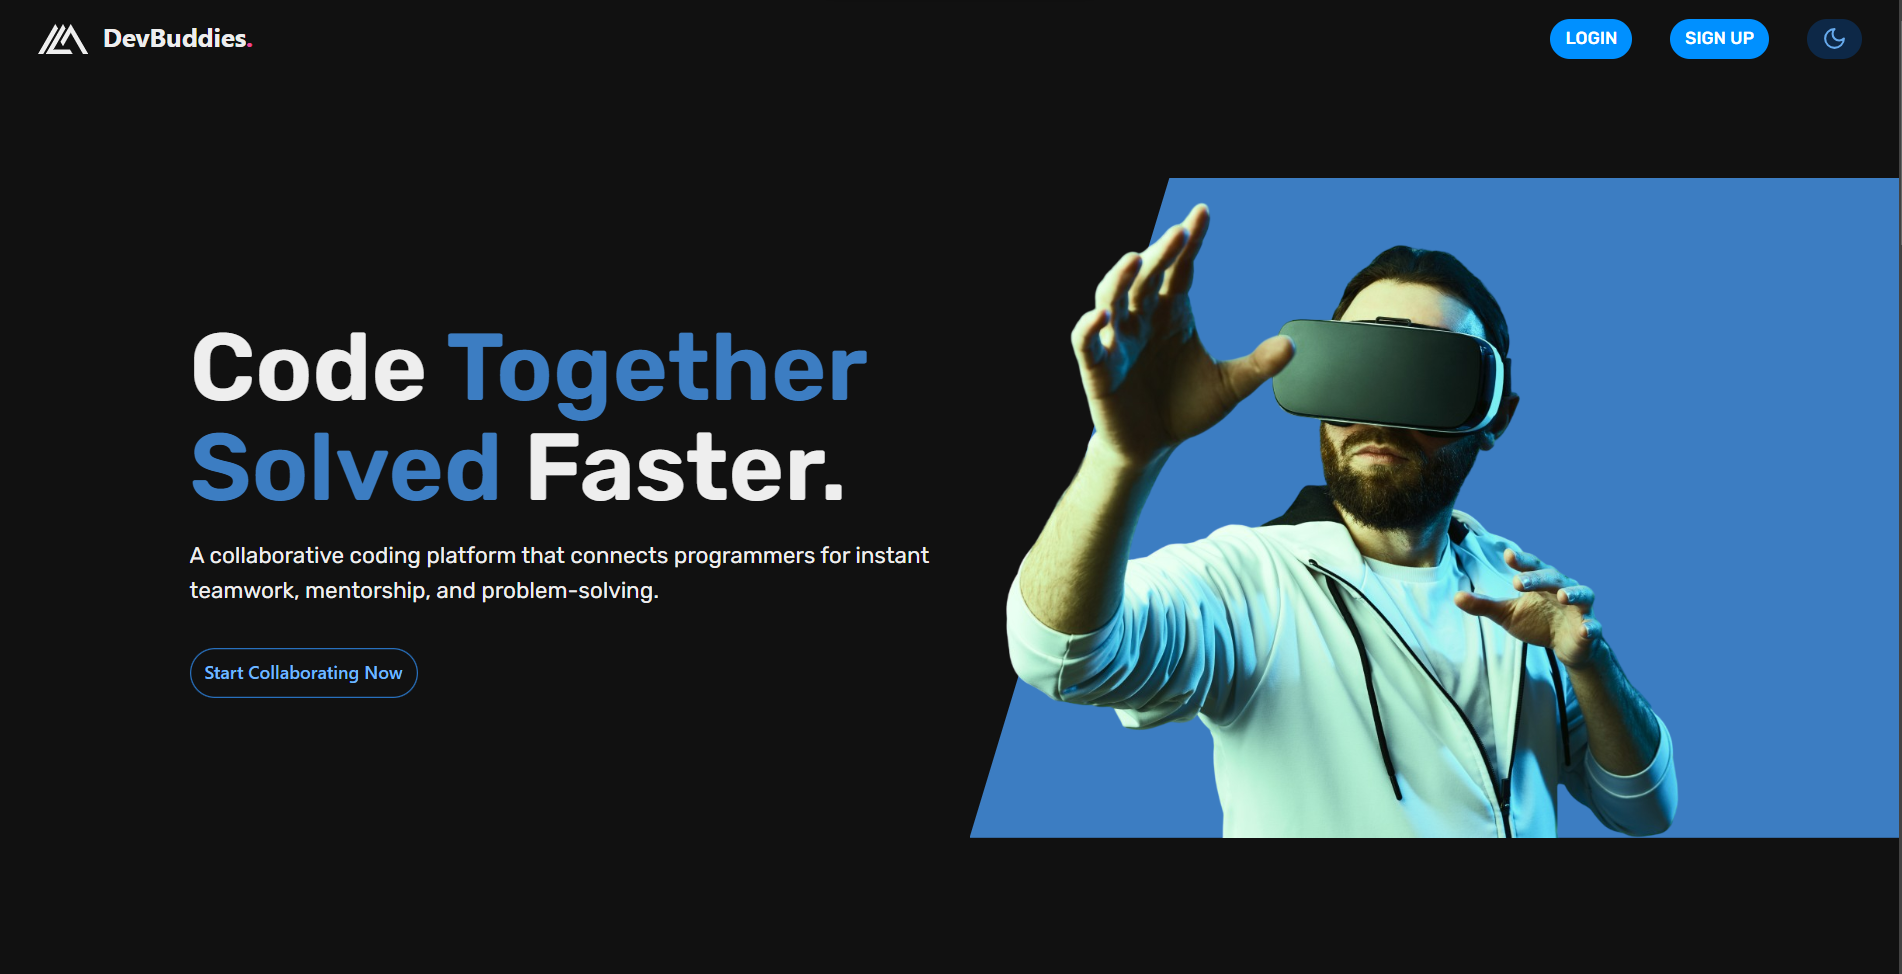 DevBuddies.
LOGIN
SIGN UP
Code Together
Solved Faster.
A collaborative coding platform that connects programmers for instant
teamwork, mentorship, and problem-solving.
Start Collaborating Now